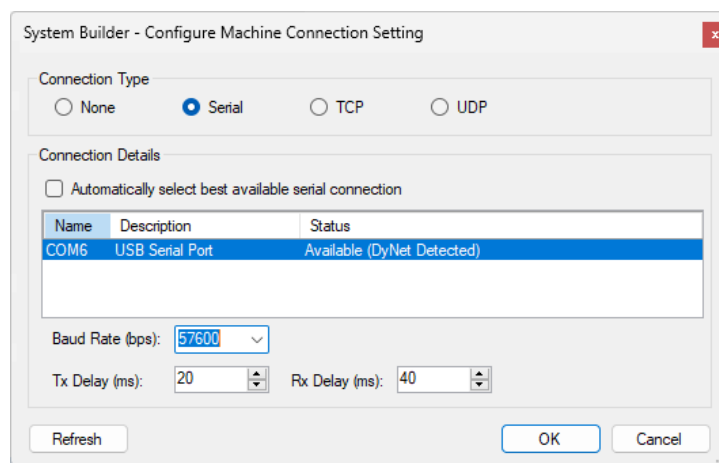 System Builder - Configure Machine Connection Setting
x
Connection Type
None Serial TCP UDP
Connection Details
Automatically select best available serial connection
Name Description Status
COM6 USB Serial Port Available (DyNet Detected)
Baud Rate (bps): 57600
Tx Delay (ms): 20 Rx Delay (ms): 40
Refresh OK Cancel